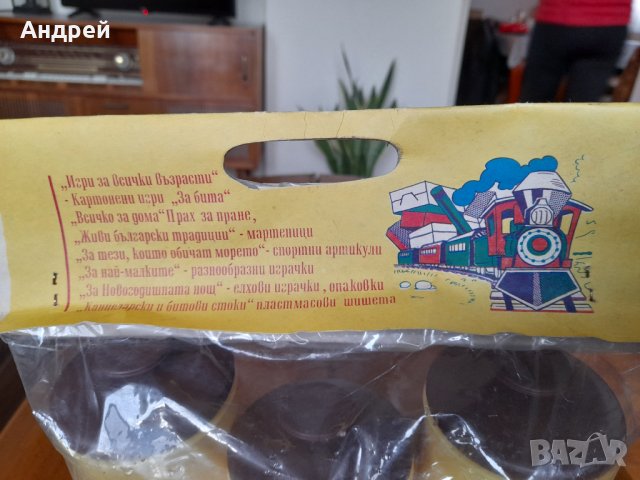 Андрей
„Игри за всички възрасти"
- Картонени игри „За бита"
„Всичко за дома" Прах за пране,
„Живи български традиции" - мартеници
„За тези, които обичат морето" - спортни артикули
„За най-малките" - разнообразни играчки
„За Новогодишната нощ" - елхови играчки, опаковки
„Канцеларски и битови стоки" пластмасови шишета
BAZAR